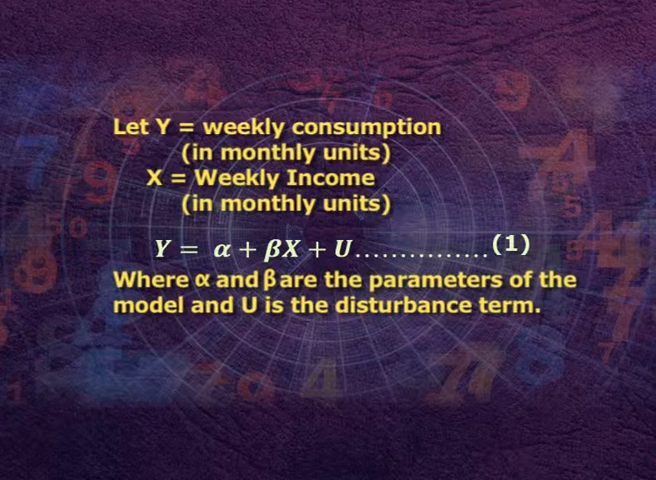 Let Y = weekly consumption
(in monthly units)
X = Weekly Income
(in monthly units)
Y = α + βX + U...............(1)
Where α and β are the parameters of the
model and U is the disturbance term.